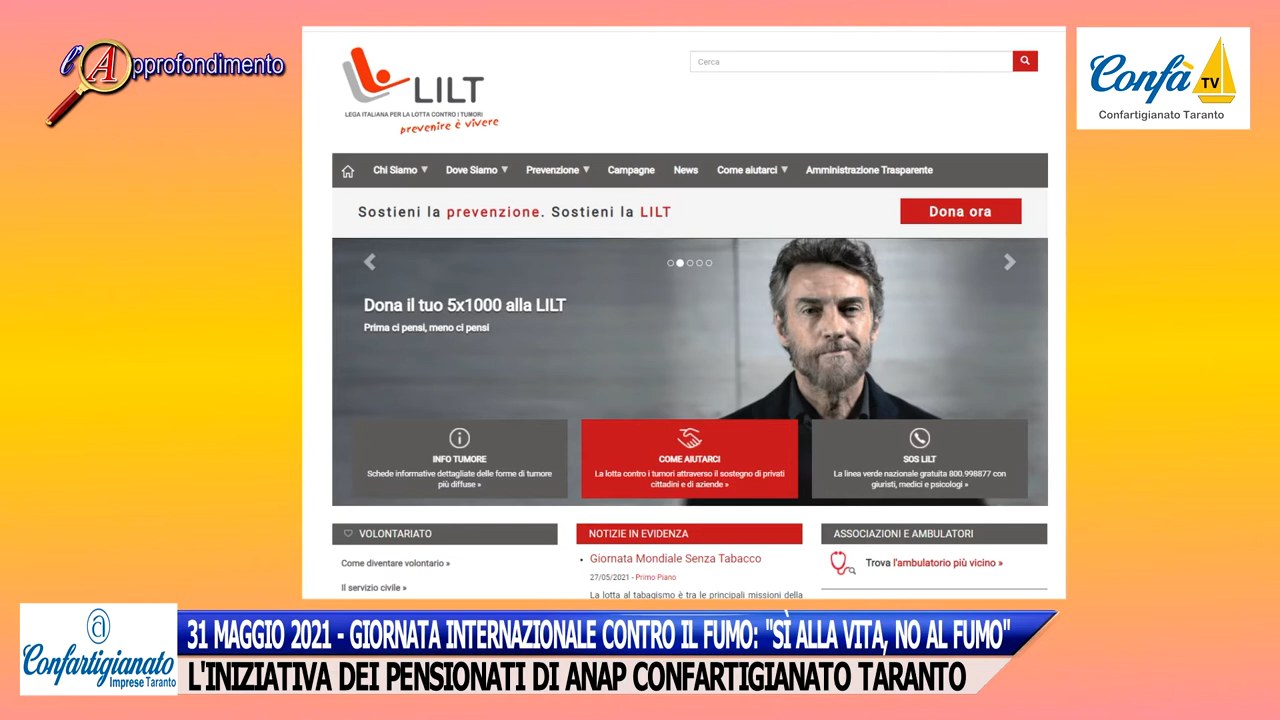 l'Approfondimento
LILT
LEGA ITALIANA PER LA LOTTA CONTRO I TUMORI
prevenire è vivere
Cerca
Confà TV
Confartigianato Taranto
Chi Siamo Dove Siamo Prevenzione Campagne News Come aiutarci Amministrazione Trasparente
Sostieni la prevenzione. Sostieni la LILT
Dona ora
Dona il tuo 5x1000 alla LILT
Prima ci pensi, meno ci pensi
INFO TUMORE
Schede informative dettagliate delle forme di tumore
più diffuse »
COME AIUTARCI
La lotta contro i tumori attraverso il sostegno di privati
cittadini e di aziende »
SOS LILT
La linea verde nazionale gratuita 800.998877 con
giuristi, medici e psicologi »
VOLONTARIATO
Come diventare volontario »
Il servizio civile »
NOTIZIE IN EVIDENZA
Giornata Mondiale Senza Tabacco
27/05/2021 - Primo Piano
La lotta al tabagismo è tra le principali missioni della
ASSOCIAZIONI E AMBULATORI
Trova l'ambulatorio più vicino »
@
Confartigianato
Imprese Taranto
31 MAGGIO 2021 - GIORNATA INTERNAZIONALE CONTRO IL FUMO: "SÌ ALLA VITA, NO AL FUMO"
L'INIZIATIVA DEI PENSIONATI DI ANAP CONFARTIGIANATO TARANTO